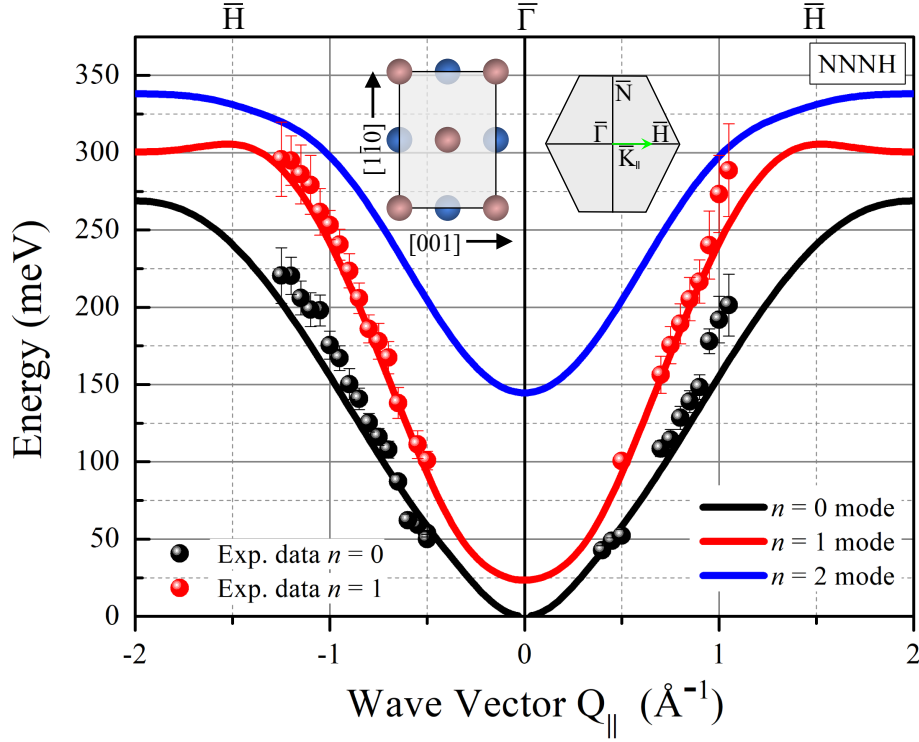 H̅ Γ̅ H̅
NNNH
350
300
250
200
150
100
50
0
Energy (meV)
[11̅0]
[001]
N̅
Γ̅ H̅
K̅∥
n = 0 mode
n = 1 mode
n = 2 mode
Exp. data n = 0
Exp. data n = 1
-2 -1 0 1 2
Wave Vector Q∥ (Å⁻¹)